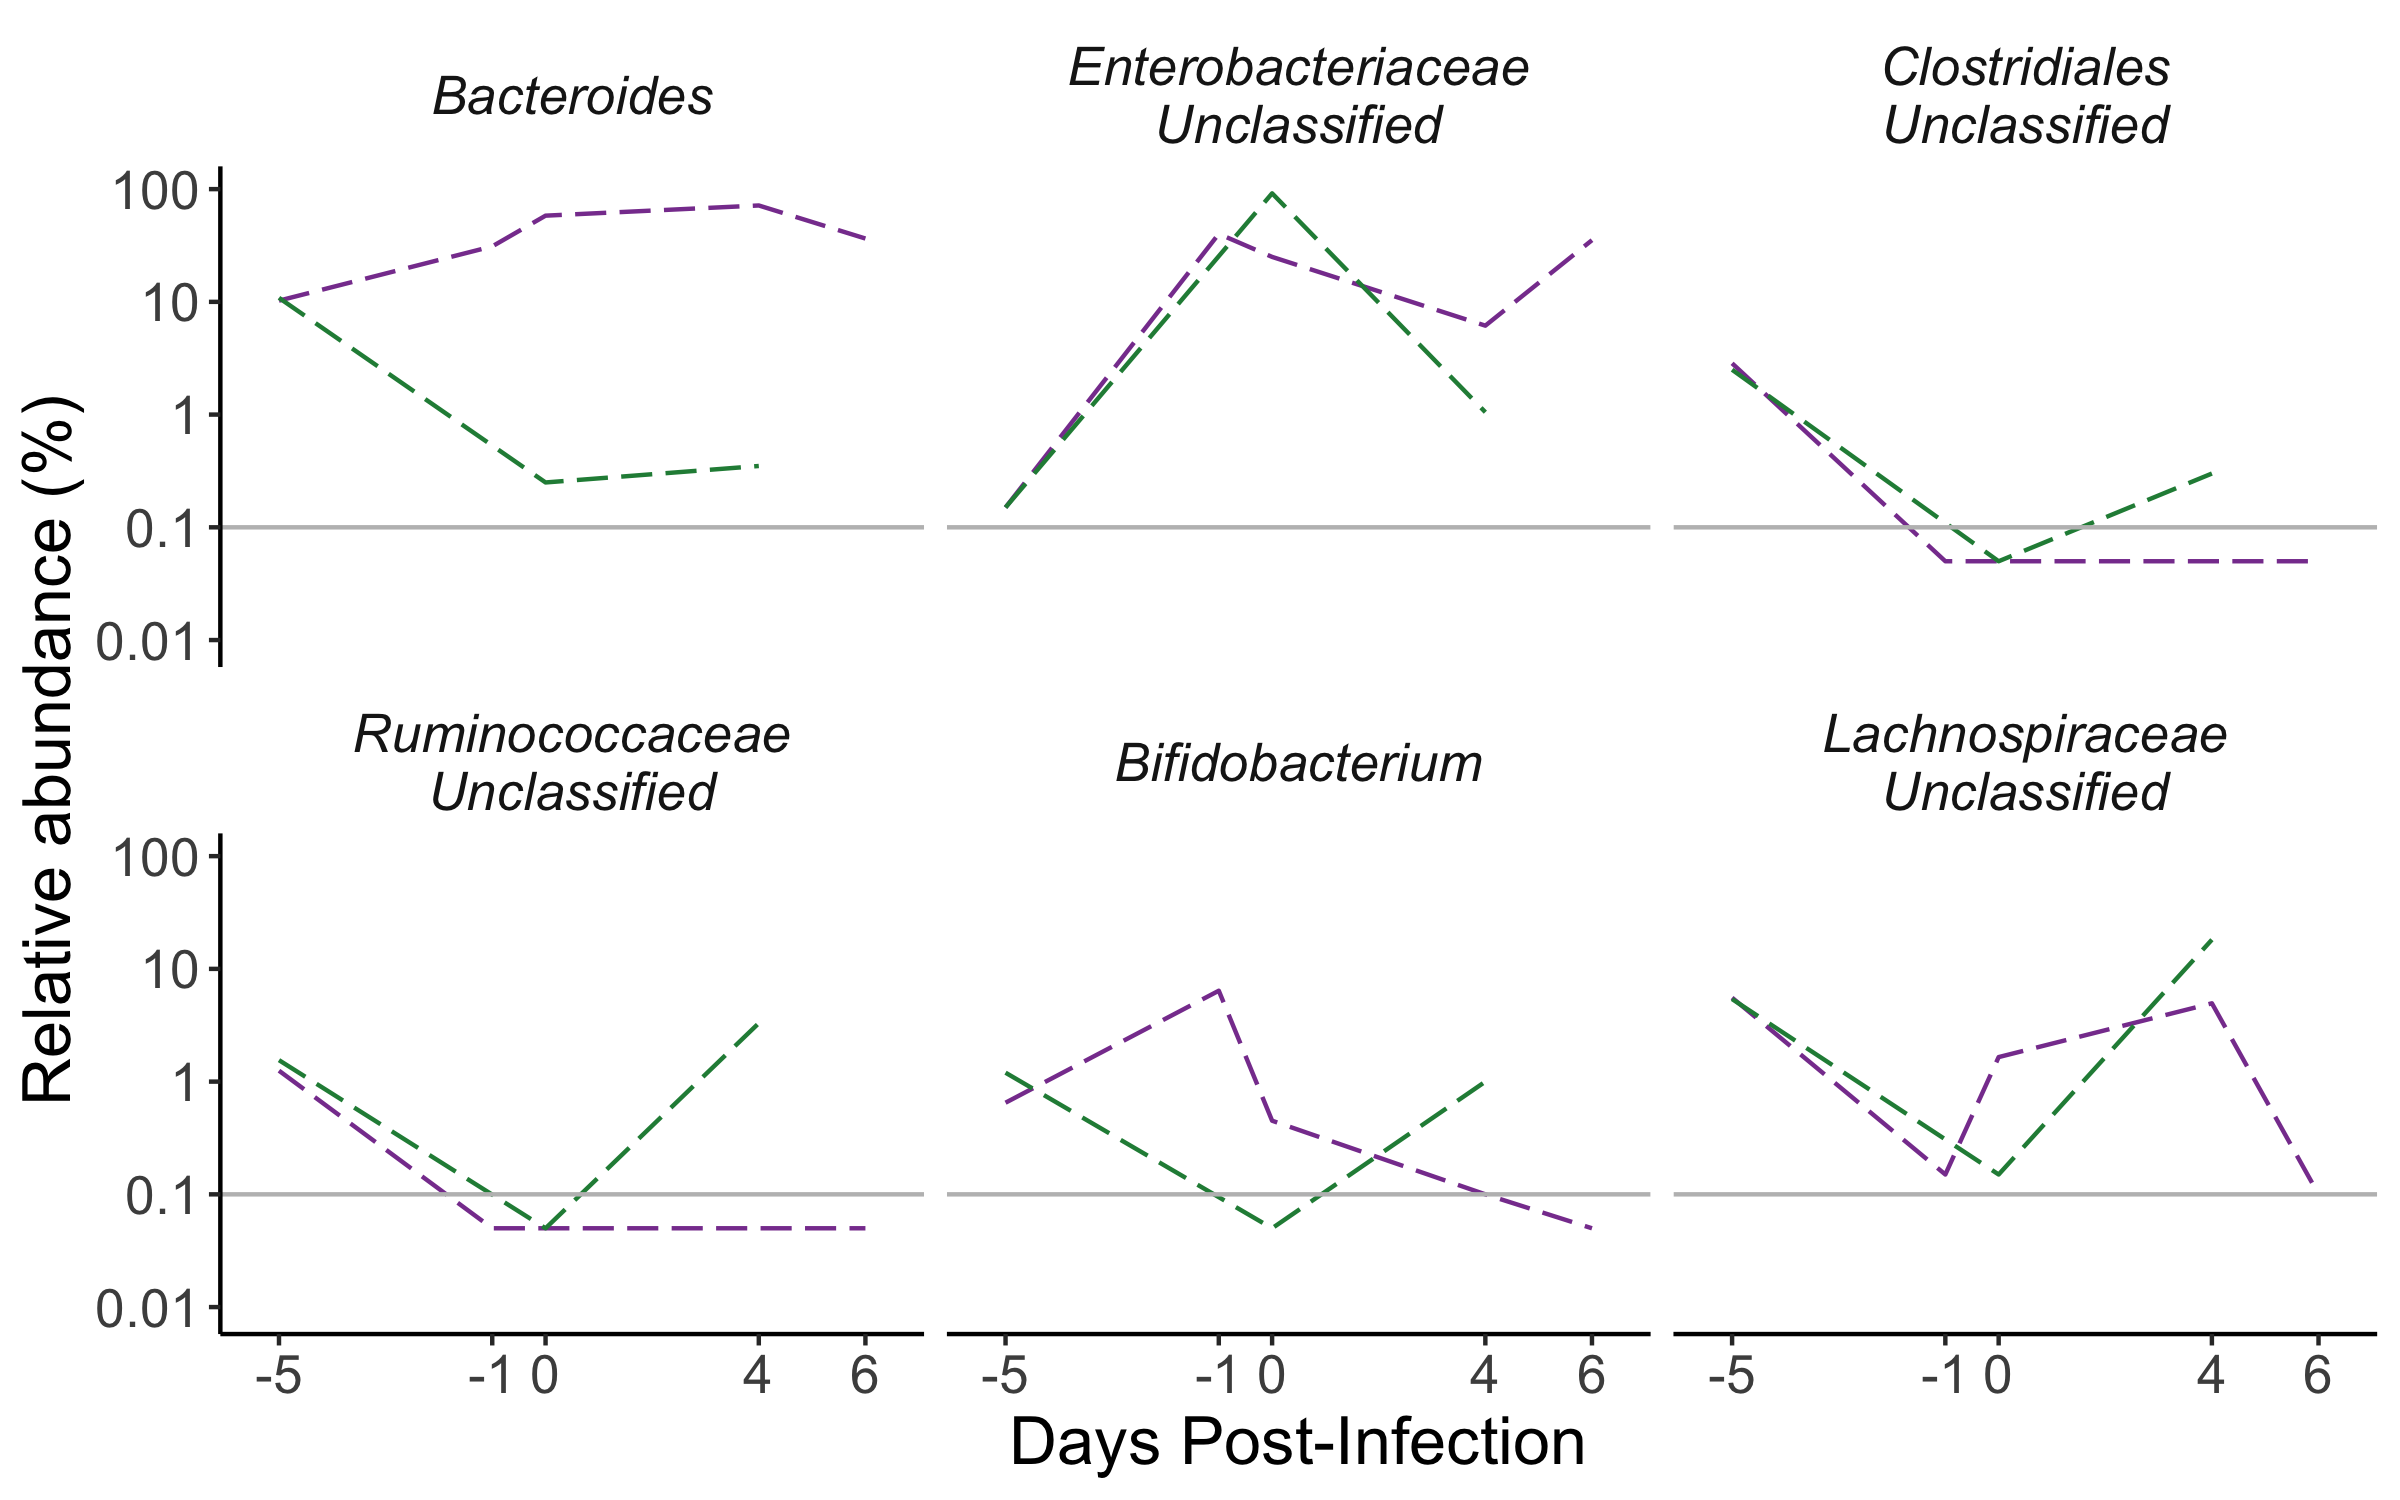 Bacteroides
Enterobacteriaceae
Unclassified
Clostridiales
Unclassified
100
10
1
0.1
0.01
Relative abundance (%)
Ruminococcaceae
Unclassified
Bifidobacterium
Lachnospiraceae
Unclassified
100
10
1
0.1
0.01
-5 -1 0 4 6
-5 -1 0 4 6
-5 -1 0 4 6
Days Post-Infection